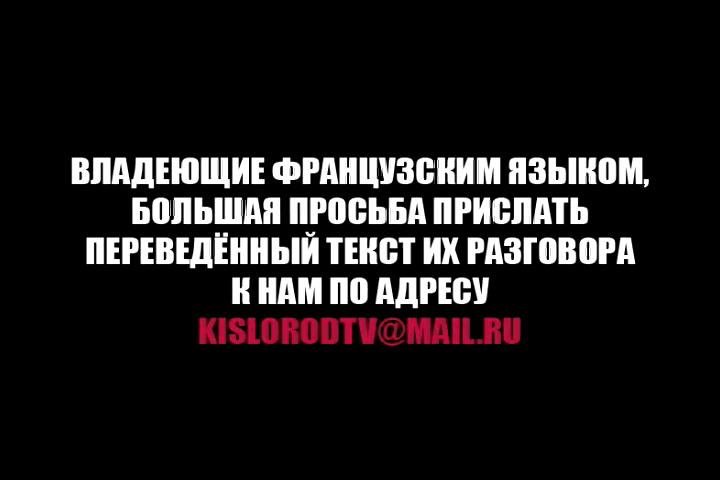 ВЛАДЕЮЩИЕ ФРАНЦУЗСКИМ ЯЗЫКОМ,
БОЛЬШАЯ ПРОСЬБА ПРИСЛАТЬ
ПЕРЕВЕДЁННЫЙ ТЕКСТ ИХ РАЗГОВОРА
К НАМ ПО АДРЕСУ
KISLORODTV@MAIL.RU